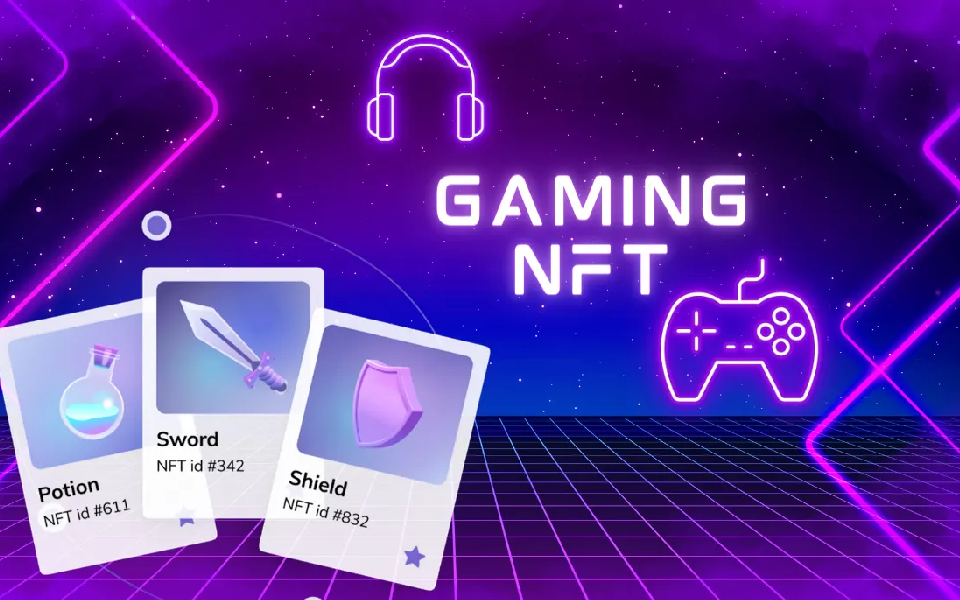 GAMING
NFT
Potion
NFT id #611
Sword
NFT id #342
Shield
NFT id #832